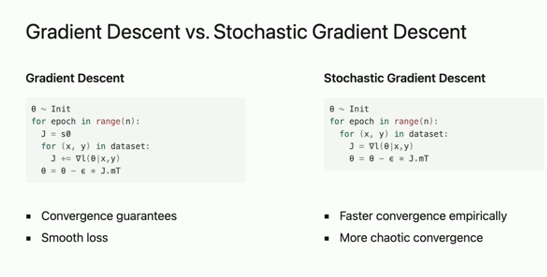 Gradient Descent vs. Stochastic Gradient Descent
Gradient Descent
θ ~ Init
for epoch in range(n):
J = s0
for (x, y) in dataset:
J += ∇l(θ|x,y)
θ = θ - ϵ * J.mT
▪ Convergence guarantees
▪ Smooth loss
Stochastic Gradient Descent
θ ~ Init
for epoch in range(n):
for (x, y) in dataset:
J = ∇l(θ|x,y)
θ = θ - ϵ * J.mT
▪ Faster convergence empirically
▪ More chaotic convergence